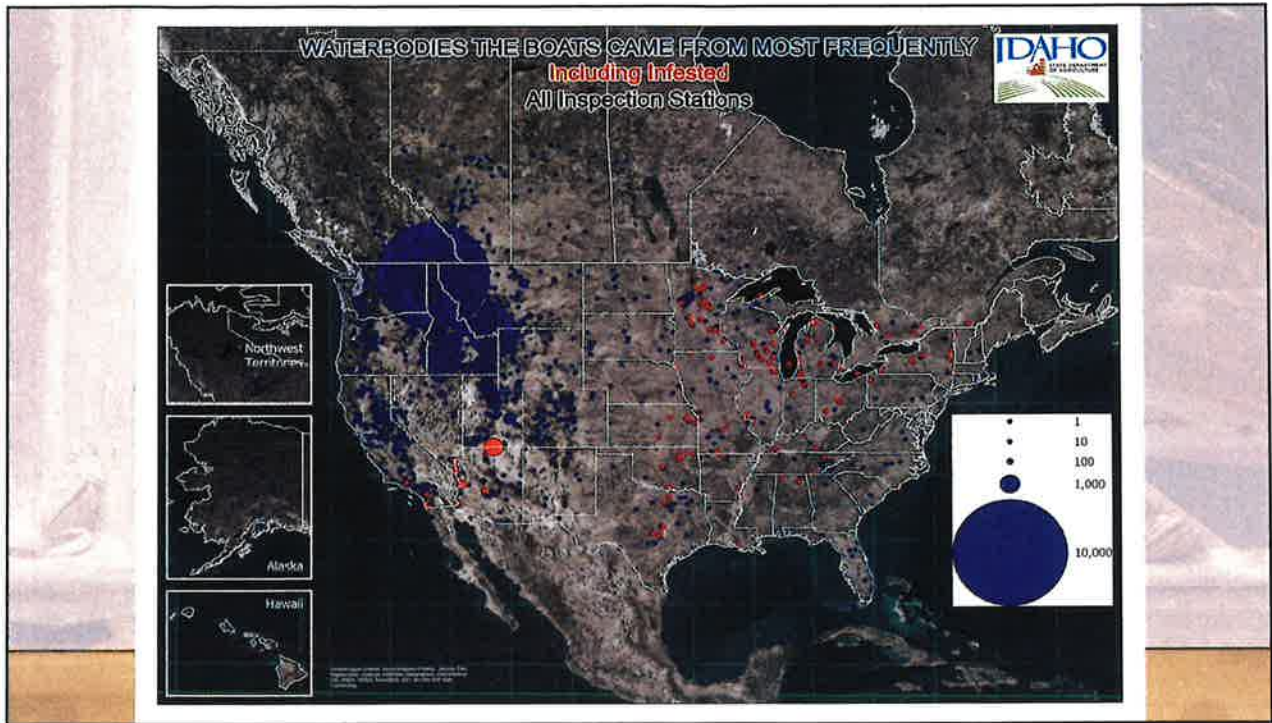 WATERBODIES THE BOATS CAME FROM MOST FREQUENTLY
Including Infested
All Inspection Stations
IDAHO
STATE DEPARTMENT
OF AGRICULTURE
Northwest
Territories
Alaska
Hawaii
1
10
100
1,000
10,000